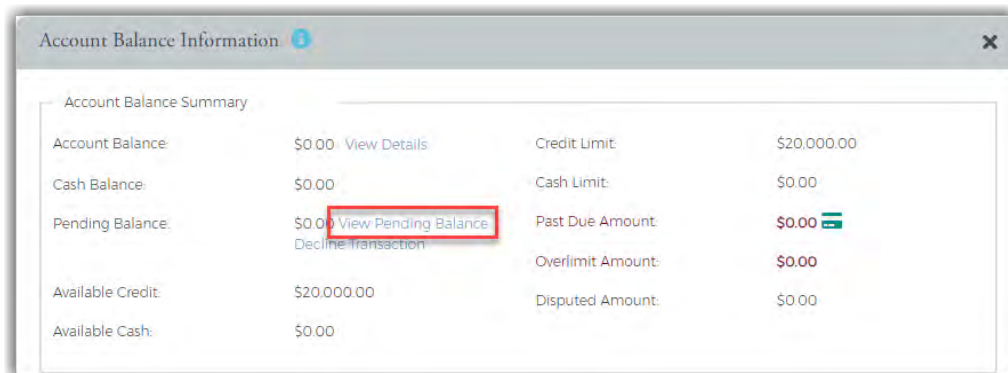 Account Balance Information
Account Balance Summary
Account Balance: $0.00 View Details
Cash Balance: $0.00
Pending Balance: $0.00 View Pending Balance
Decline Transaction
Available Credit: $20,000.00
Available Cash: $0.00
Credit Limit: $20,000.00
Cash Limit: $0.00
Past Due Amount: $0.00
Overlimit Amount: $0.00
Disputed Amount: $0.00